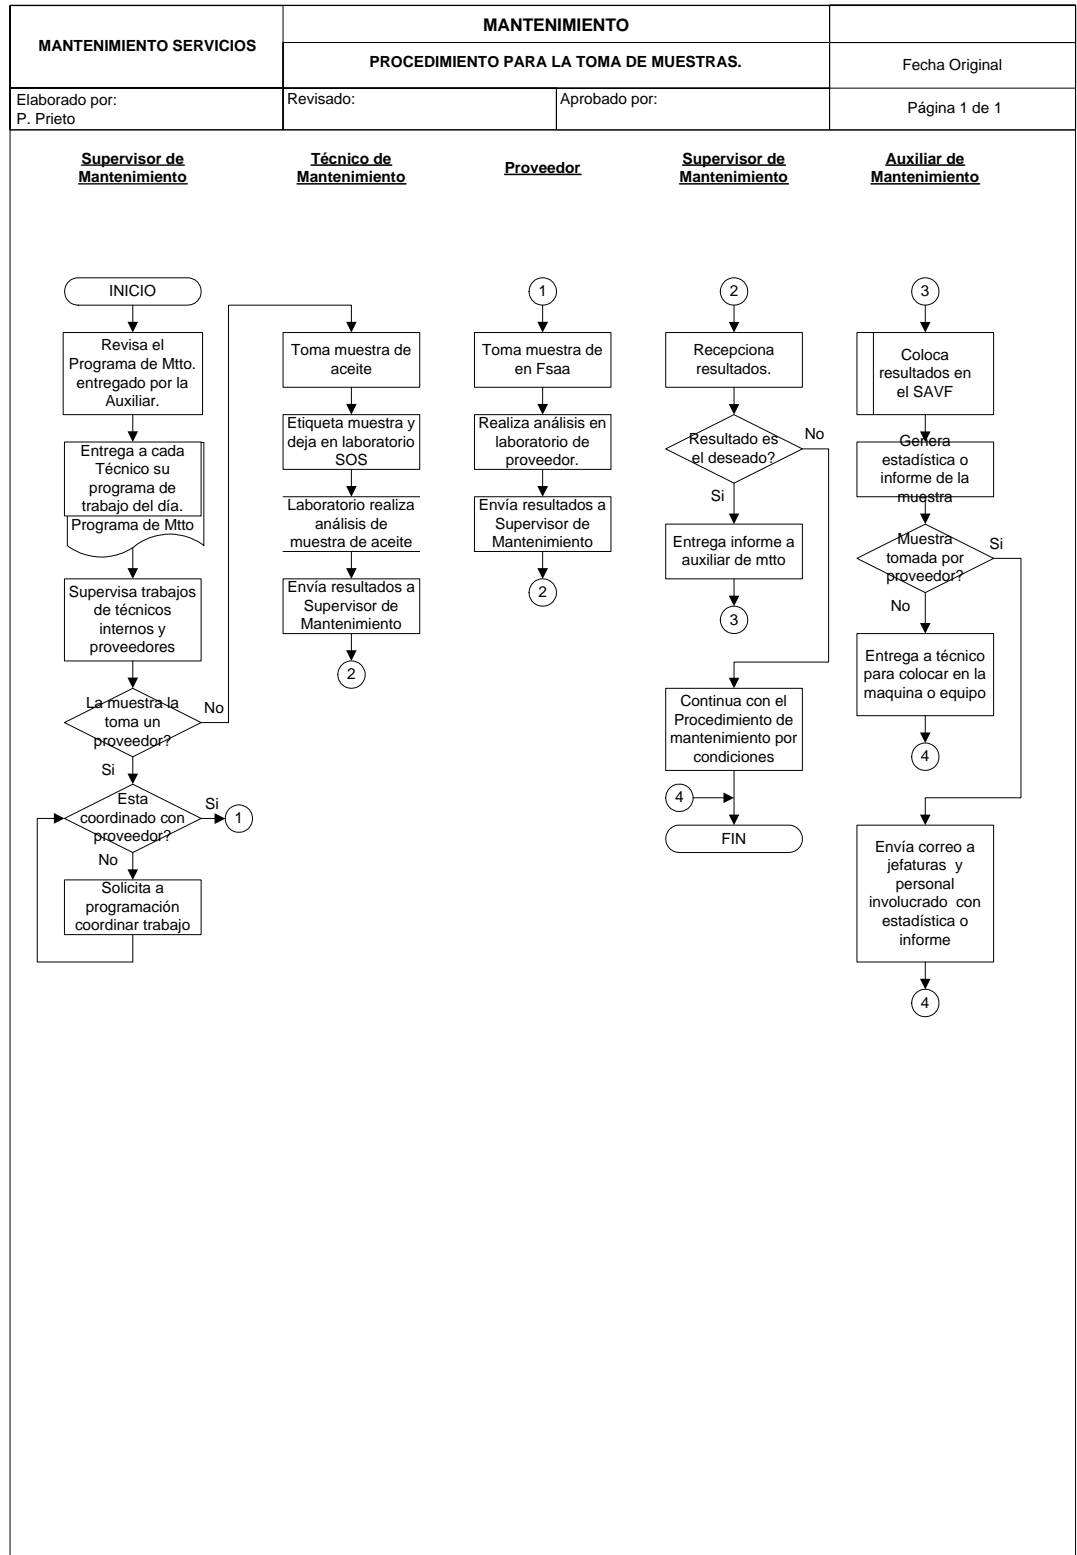 MANTENIMIENTO SERVICIOS
MANTENIMIENTO
PROCEDIMIENTO PARA LA TOMA DE MUESTRAS.
Fecha Original
Elaborado por:
P. Prieto
Revisado:
Aprobado por:
Página 1 de 1
Supervisor de
Mantenimiento
Técnico de
Mantenimiento
Proveedor
Supervisor de
Mantenimiento
Auxiliar de
Mantenimiento
INICIO
Revisa el
Programa de Mtto.
entregado por la
Auxiliar.
Entrega a cada
Técnico su
programa de
trabajo del día.
Programa de Mtto
Supervisa trabajos
de técnicos
internos y
proveedores
La muestra la
toma un
proveedor?
No
Si
Esta
coordinado con
proveedor?
Si
1
No
Solicita a
programación
coordinar trabajo
Toma muestra de
aceite
Etiqueta muestra y
deja en laboratorio
SOS
Laboratorio realiza
análisis de
muestra de aceite
Envía resultados a
Supervisor de
Mantenimiento
2
1
Toma muestra de
en Fsaa
Realiza análisis en
laboratorio de
proveedor.
Envía resultados a
Supervisor de
Mantenimiento
2
2
Recepciona
resultados.
Resultado es
el deseado?
No
Si
Entrega informe a
auxiliar de mtto
3
Continua con el
Procedimiento de
mantenimiento por
condiciones
4
FIN
3
Coloca
resultados en
el SAVF
Genera
estadística o
informe de la
muestra
Muestra
tomada por
proveedor?
Si
No
Entrega a técnico
para colocar en la
maquina o equipo
4
Envía correo a
jefaturas y
personal
involucrado con
estadística o
informe
4